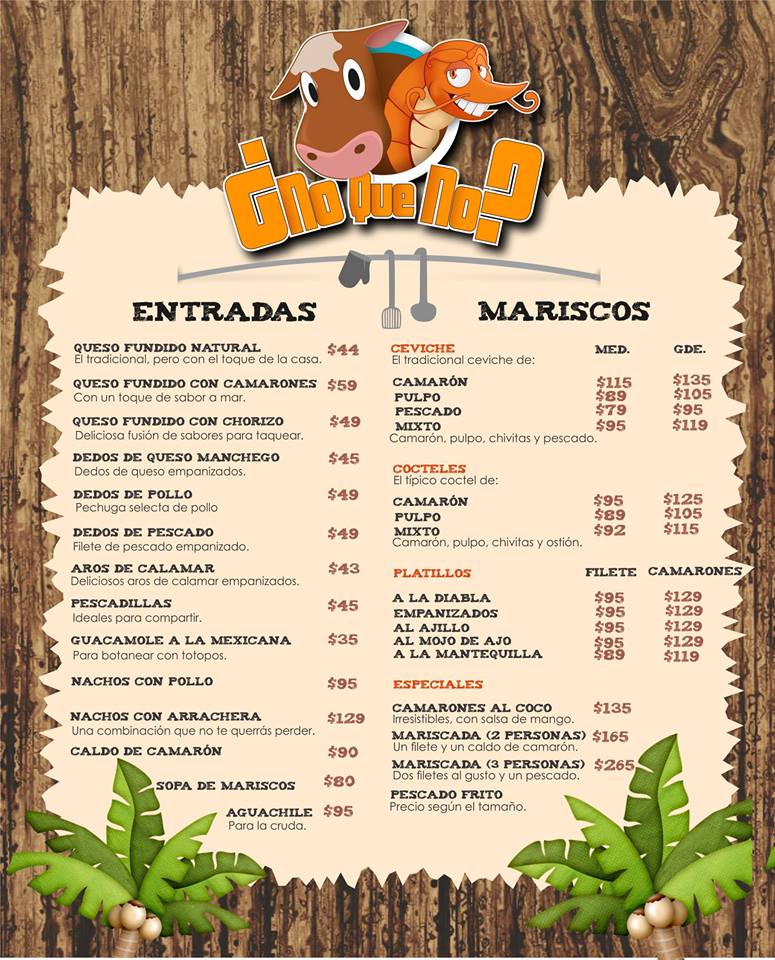 ¿No Que No?
ENTRADAS
QUESO FUNDIDO NATURAL $44
El tradicional, pero con el toque de la casa.
QUESO FUNDIDO CON CAMARONES $59
Con un toque de sabor a mar.
QUESO FUNDIDO CON CHORIZO $49
Deliciosa fusión de sabores para taquear.
DEDOS DE QUESO MANCHEGO $45
Dedos de queso empanizados.
DEDOS DE POLLO $49
Pechuga selecta de pollo
DEDOS DE PESCADO $49
Filete de pescado empanizado.
AROS DE CALAMAR $43
Deliciosos aros de calamar empanizados.
PESCADILLAS $45
Ideales para compartir.
GUACAMOLE A LA MEXICANA $35
Para botanear con totopos.
NACHOS CON POLLO $95
NACHOS CON ARRACHERA $129
Una combinación que no te querrás perder.
CALDO DE CAMARÓN $90
SOPA DE MARISCOS $80
AGUACHILE $95
Para la cruda.
MARISCOS
CEVICHE MED. GDE.
El tradicional ceviche de:
CAMARÓN $115 $135
PULPO $89 $105
PESCADO $79 $95
MIXTO $95 $119
Camarón, pulpo, chivitas y pescado.
COCTELES
El típico coctel de:
CAMARÓN $95 $125
PULPO $89 $105
MIXTO $92 $115
Camarón, pulpo, chivitas y ostión.
PLATILLOS FILETE CAMARONES
A LA DIABLA $95 $129
EMPANIZADOS $95 $129
AL AJILLO $95 $129
AL MOJO DE AJO $95 $129
A LA MANTEQUILLA $89 $119
ESPECIALES
CAMARONES AL COCO $135
Irresistibles, con salsa de mango.
MARISCADA (2 PERSONAS) $165
Un filete y un caldo de camarón.
MARISCADA (3 PERSONAS) $265
Dos filetes al gusto y un pescado.
PESCADO FRITO
Precio según el tamaño.